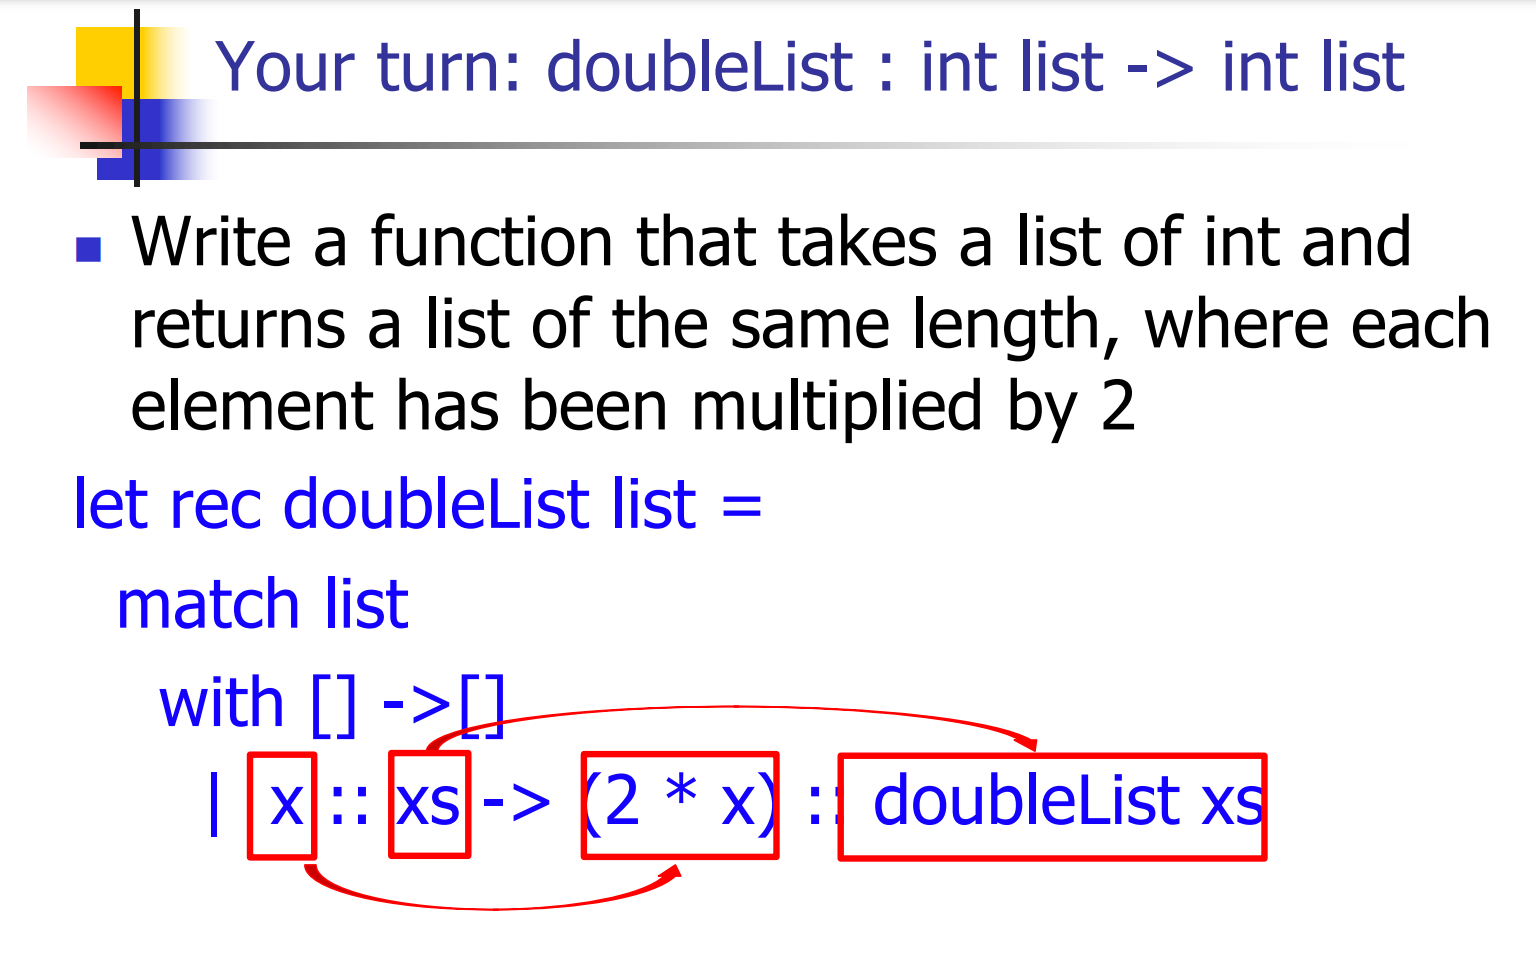 Your turn: doubleList : int list -> int list
Write a function that takes a list of int and
returns a list of the same length, where each
element has been multiplied by 2
let rec doubleList list =
match list
with [] ->[]
| x :: xs -> (2 * x) :: doubleList xs